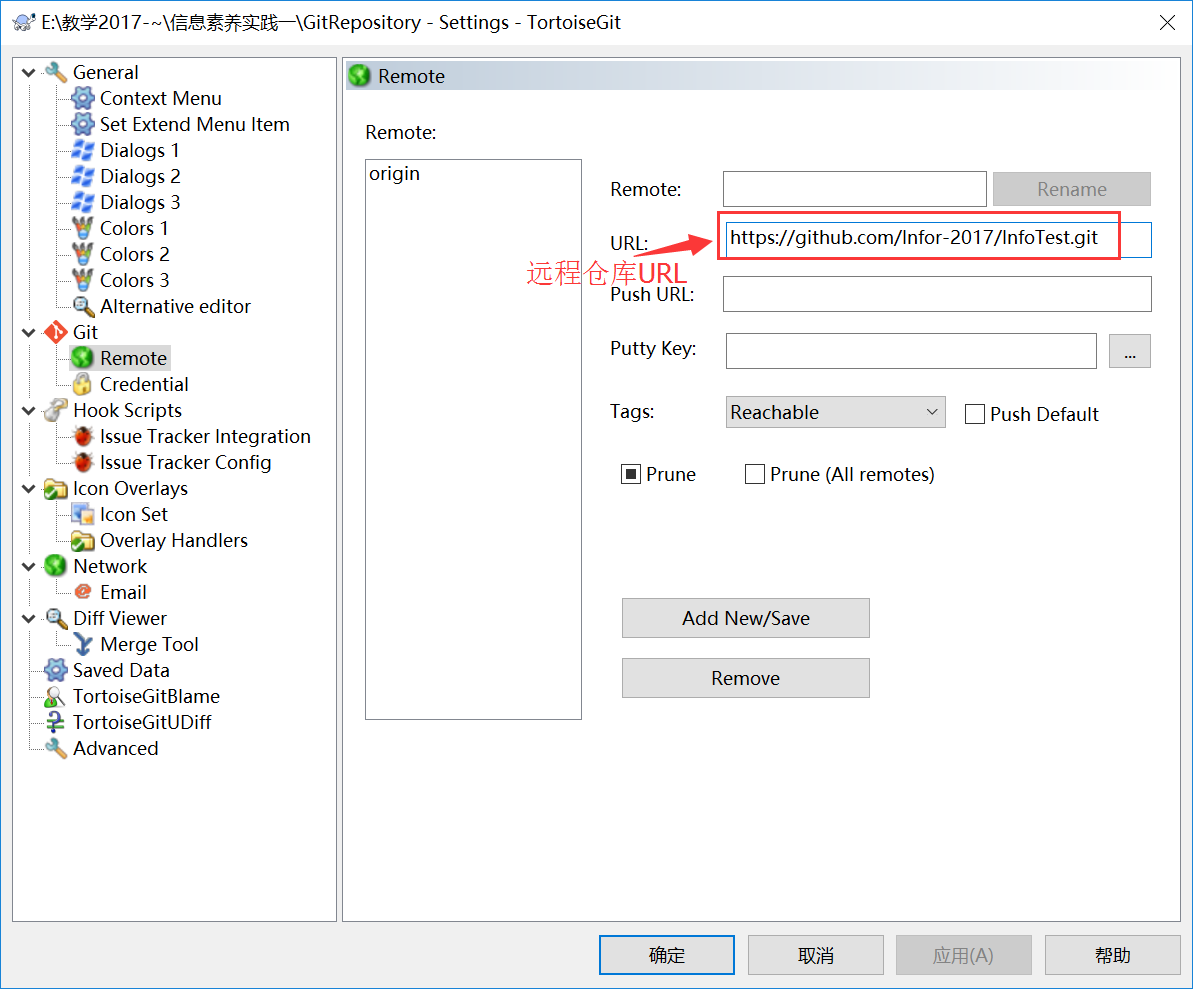 E:\教学2017-~\信息素养实践一\GitRepository - Settings - TortoiseGit
General
Context Menu
Set Extend Menu Item
Dialogs 1
Dialogs 2
Dialogs 3
Colors 1
Colors 2
Colors 3
Alternative editor
Git
Remote
Credential
Hook Scripts
Issue Tracker Integration
Issue Tracker Config
Icon Overlays
Icon Set
Overlay Handlers
Network
Email
Diff Viewer
Merge Tool
Saved Data
TortoiseGitBlame
TortoiseGitUDiff
Advanced
Remote
Remote:
origin
Remote:
Rename
URL:
https://github.com/Infor-2017/InfoTest.git
远程仓库URL
Push URL:
Putty Key:
...
Tags:
Reachable
Push Default
Prune
Prune (All remotes)
Add New/Save
Remove
确定
取消
应用(A)
帮助